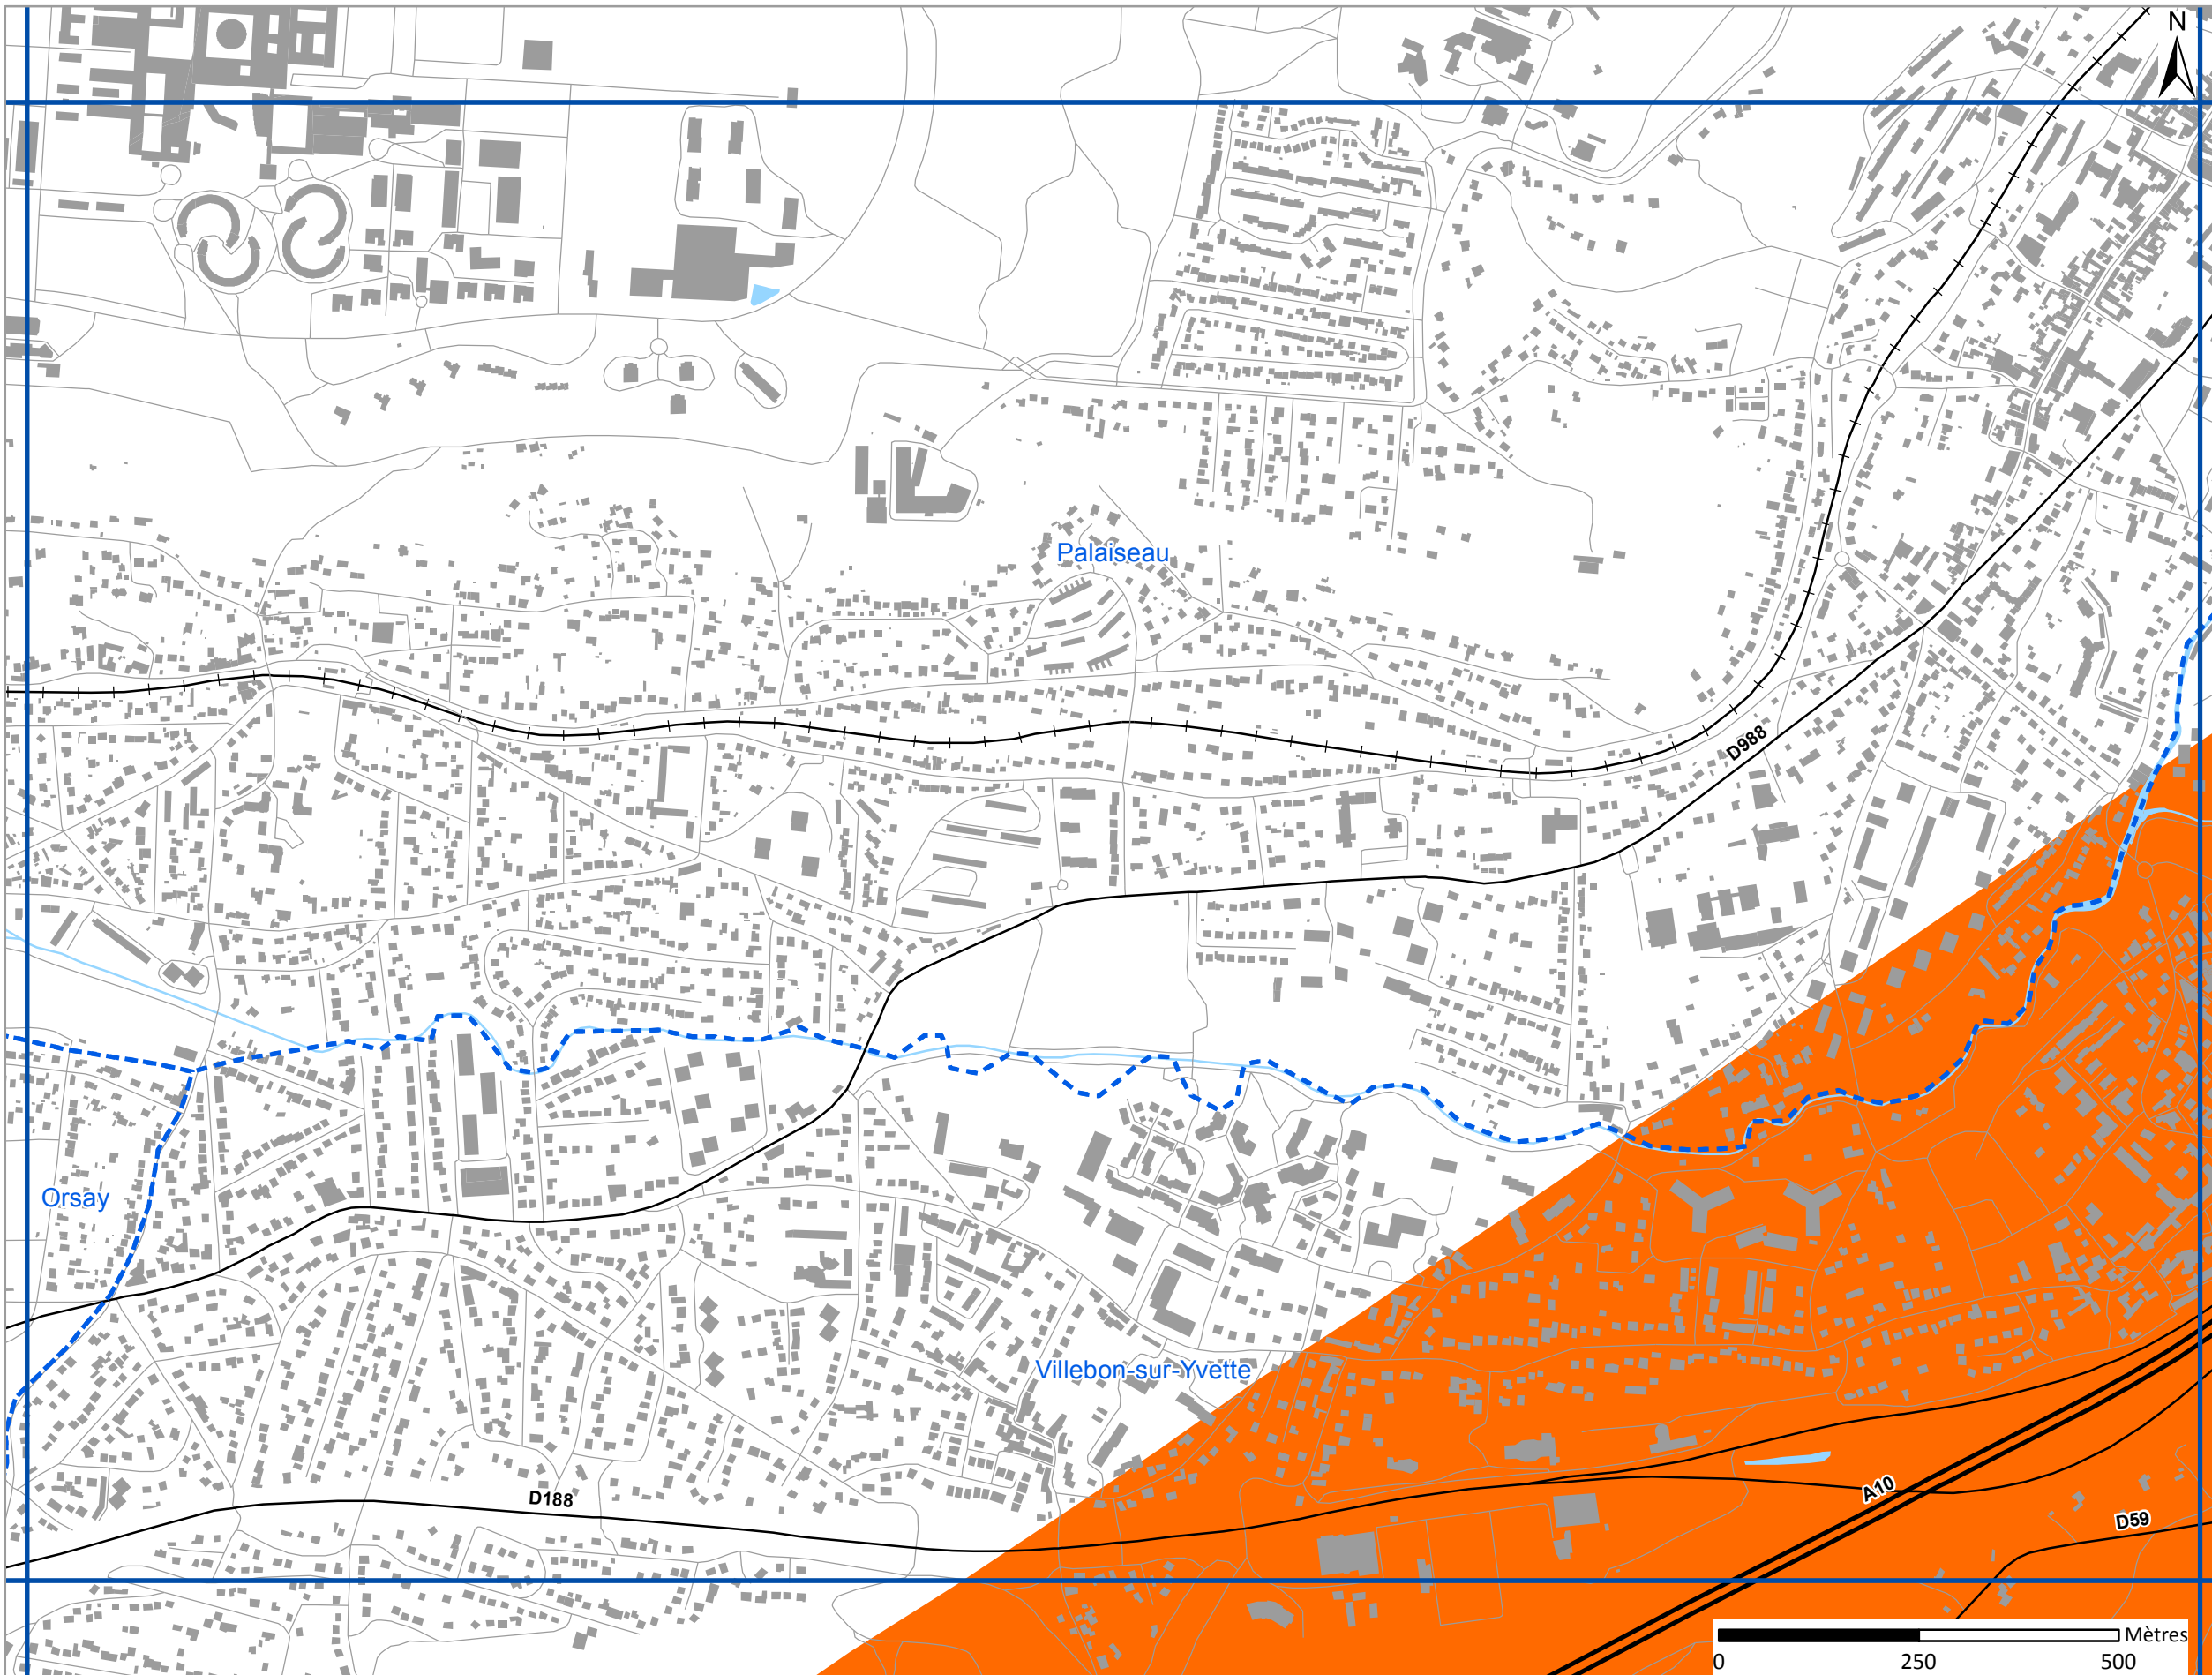 N
Palaiseau
D988
Orsay
Villebon-sur-Yvette
D188
A10
D59
Mètres
0 250 500